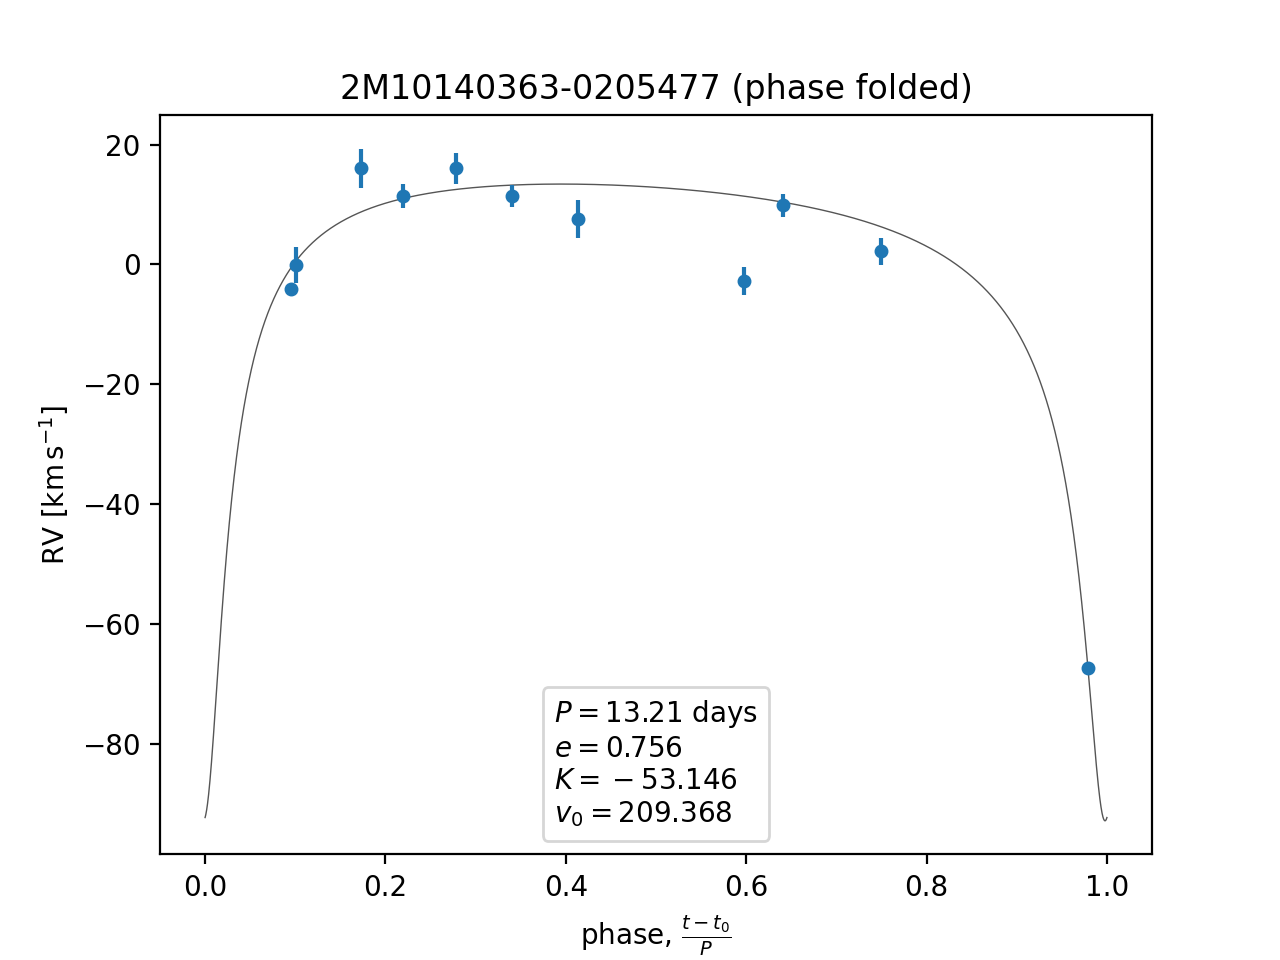 2M10140363-0205477 (phase folded)
20
0
−20
−40
−60
−80
RV [km s⁻¹]
P = 13.21 days
e = 0.756
K = − 53.146
v₀ = 209.368
0.0 0.2 0.4 0.6 0.8 1.0
phase, (t − t₀)/P